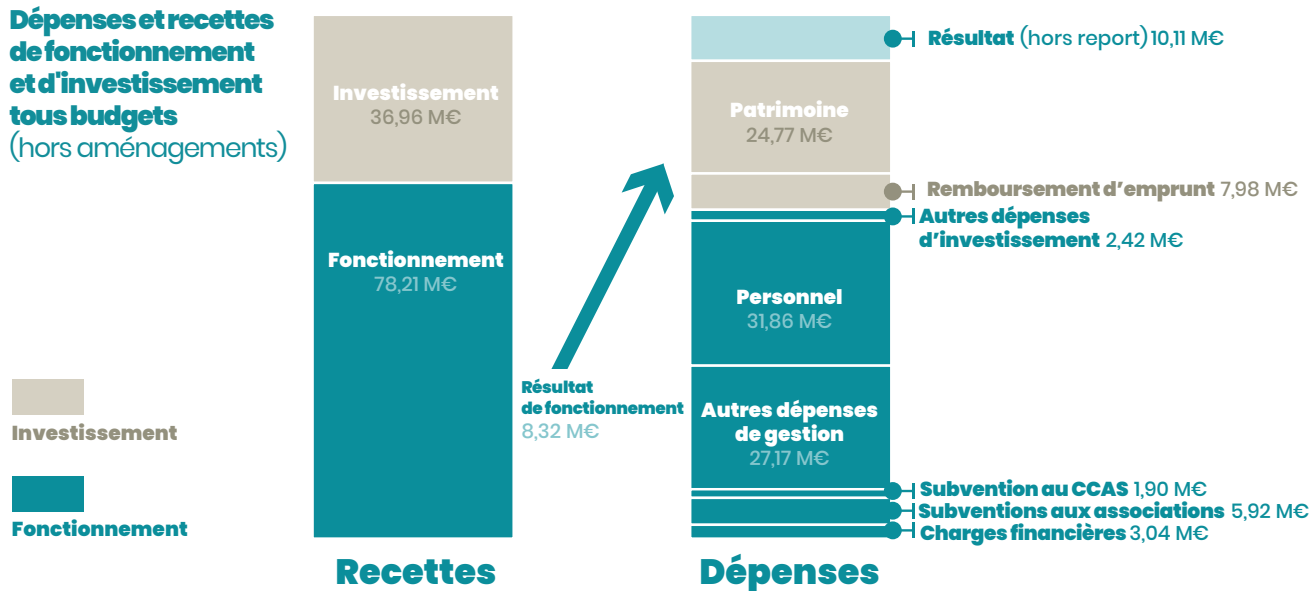 Dépenses et recettes
de fonctionnement
et d'investissement
tous budgets
(hors aménagements)
Investissement
Fonctionnement
Investissement
36,96 M€
Fonctionnement
78,21 M€
Recettes
Résultat
de fonctionnement
8,32 M€
Résultat (hors report) 10,11 M€
Patrimoine
24,77 M€
Remboursement d’emprunt 7,98 M€
Autres dépenses
d’investissement 2,42 M€
Personnel
31,86 M€
Autres dépenses
de gestion
27,17 M€
Subvention au CCAS 1,90 M€
Subventions aux associations 5,92 M€
Charges financières 3,04 M€
Dépenses